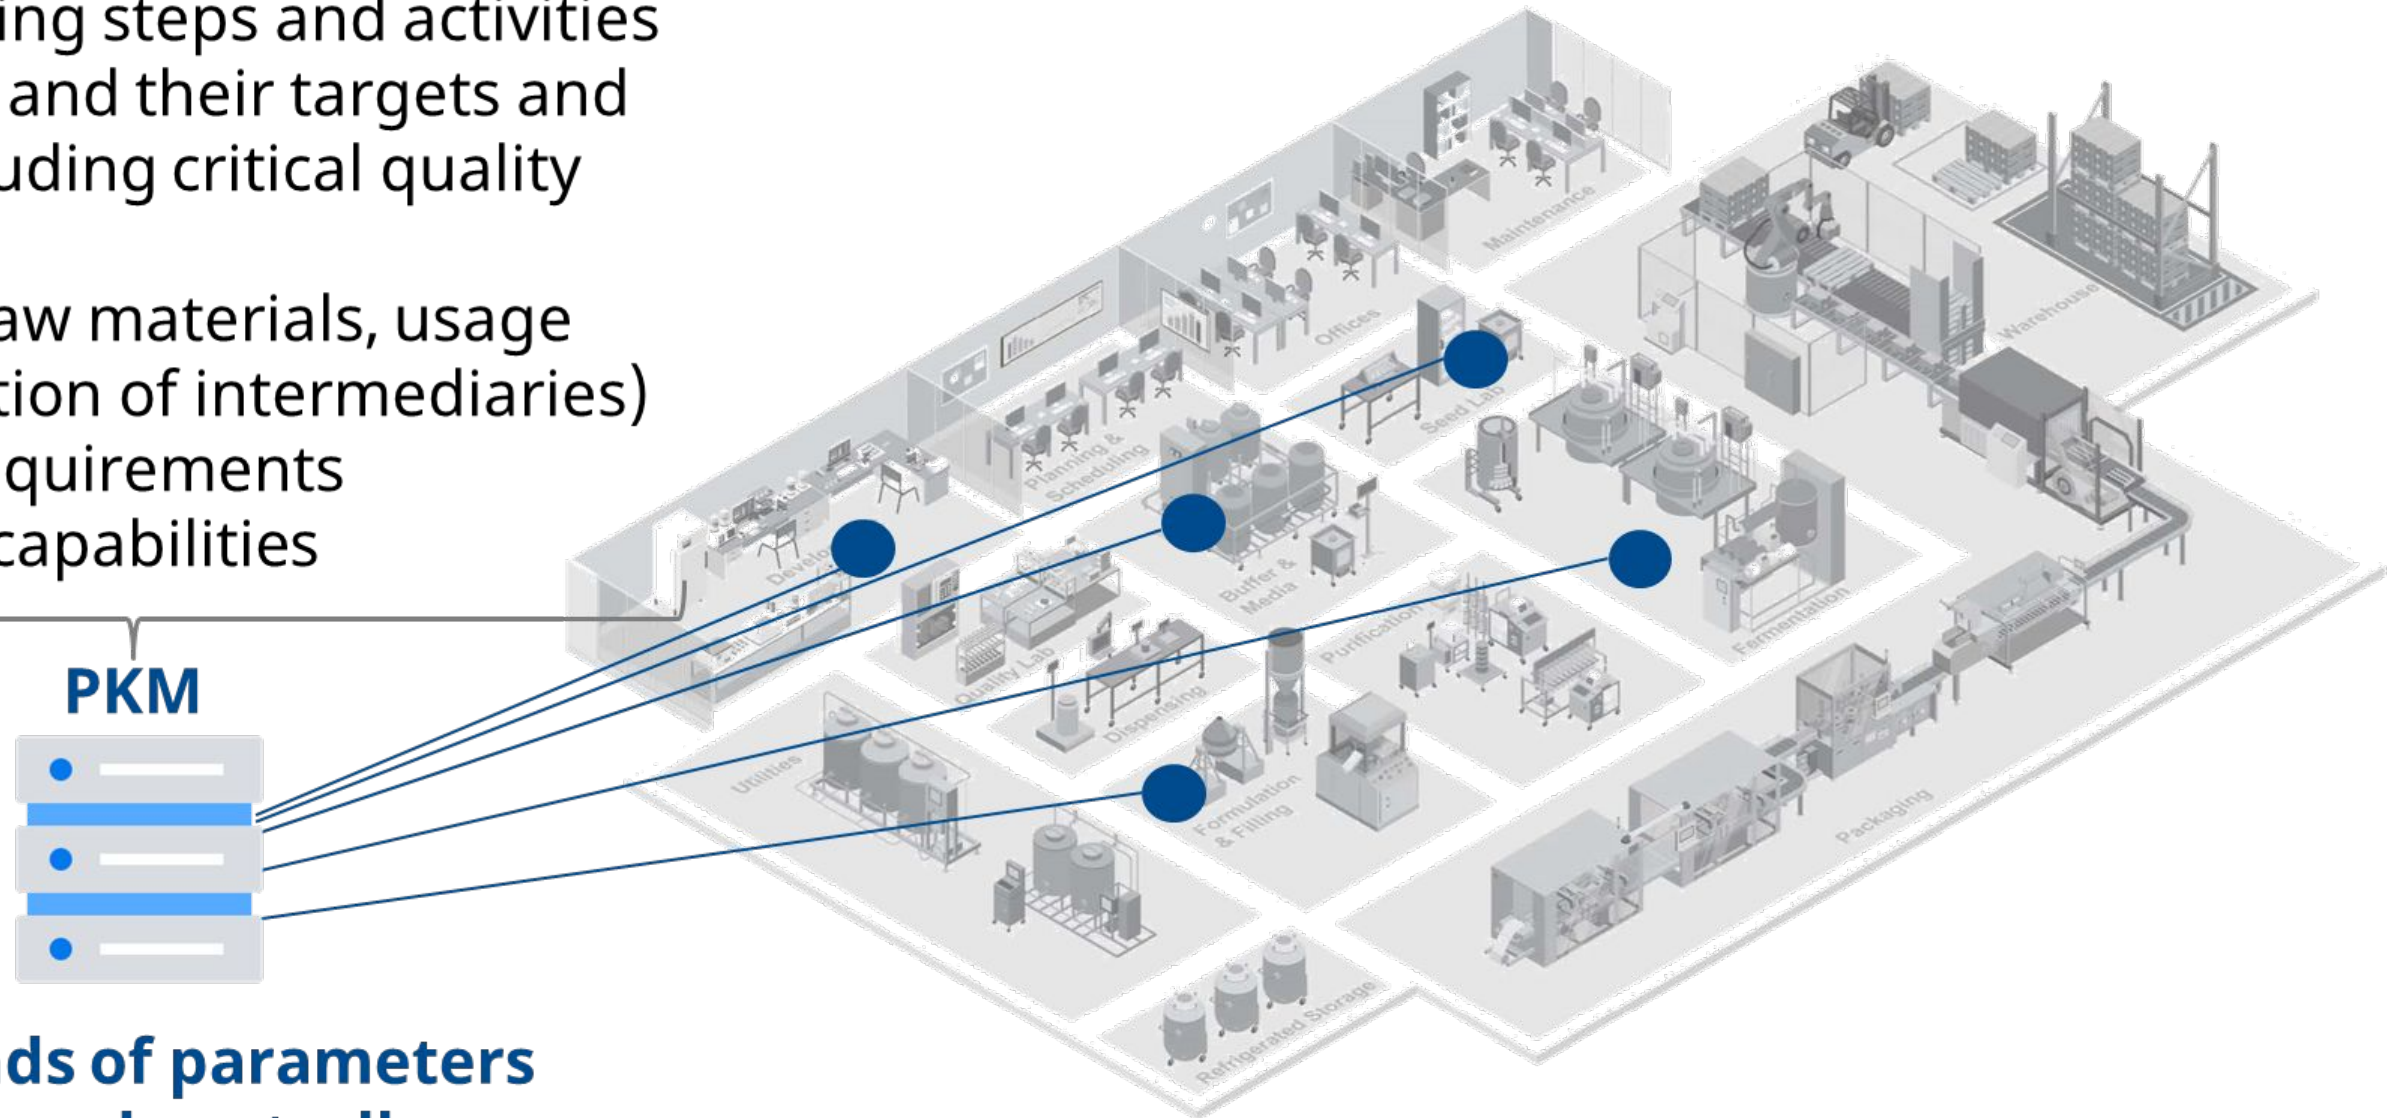 ing steps and activities
and their targets and
uding critical quality
aw materials, usage
tion of intermediaries)
quirements
capabilities
PKM
ds of parameters
Maintenance
Offices
Warehouse
Seed Lab
Planning &
Scheduling
Develo
Buffer &
Media
Quality Lab
Purification
Fermentation
Dispensing
Utilities
Formulation
& Filling
Packaging
Refrigerated Storage